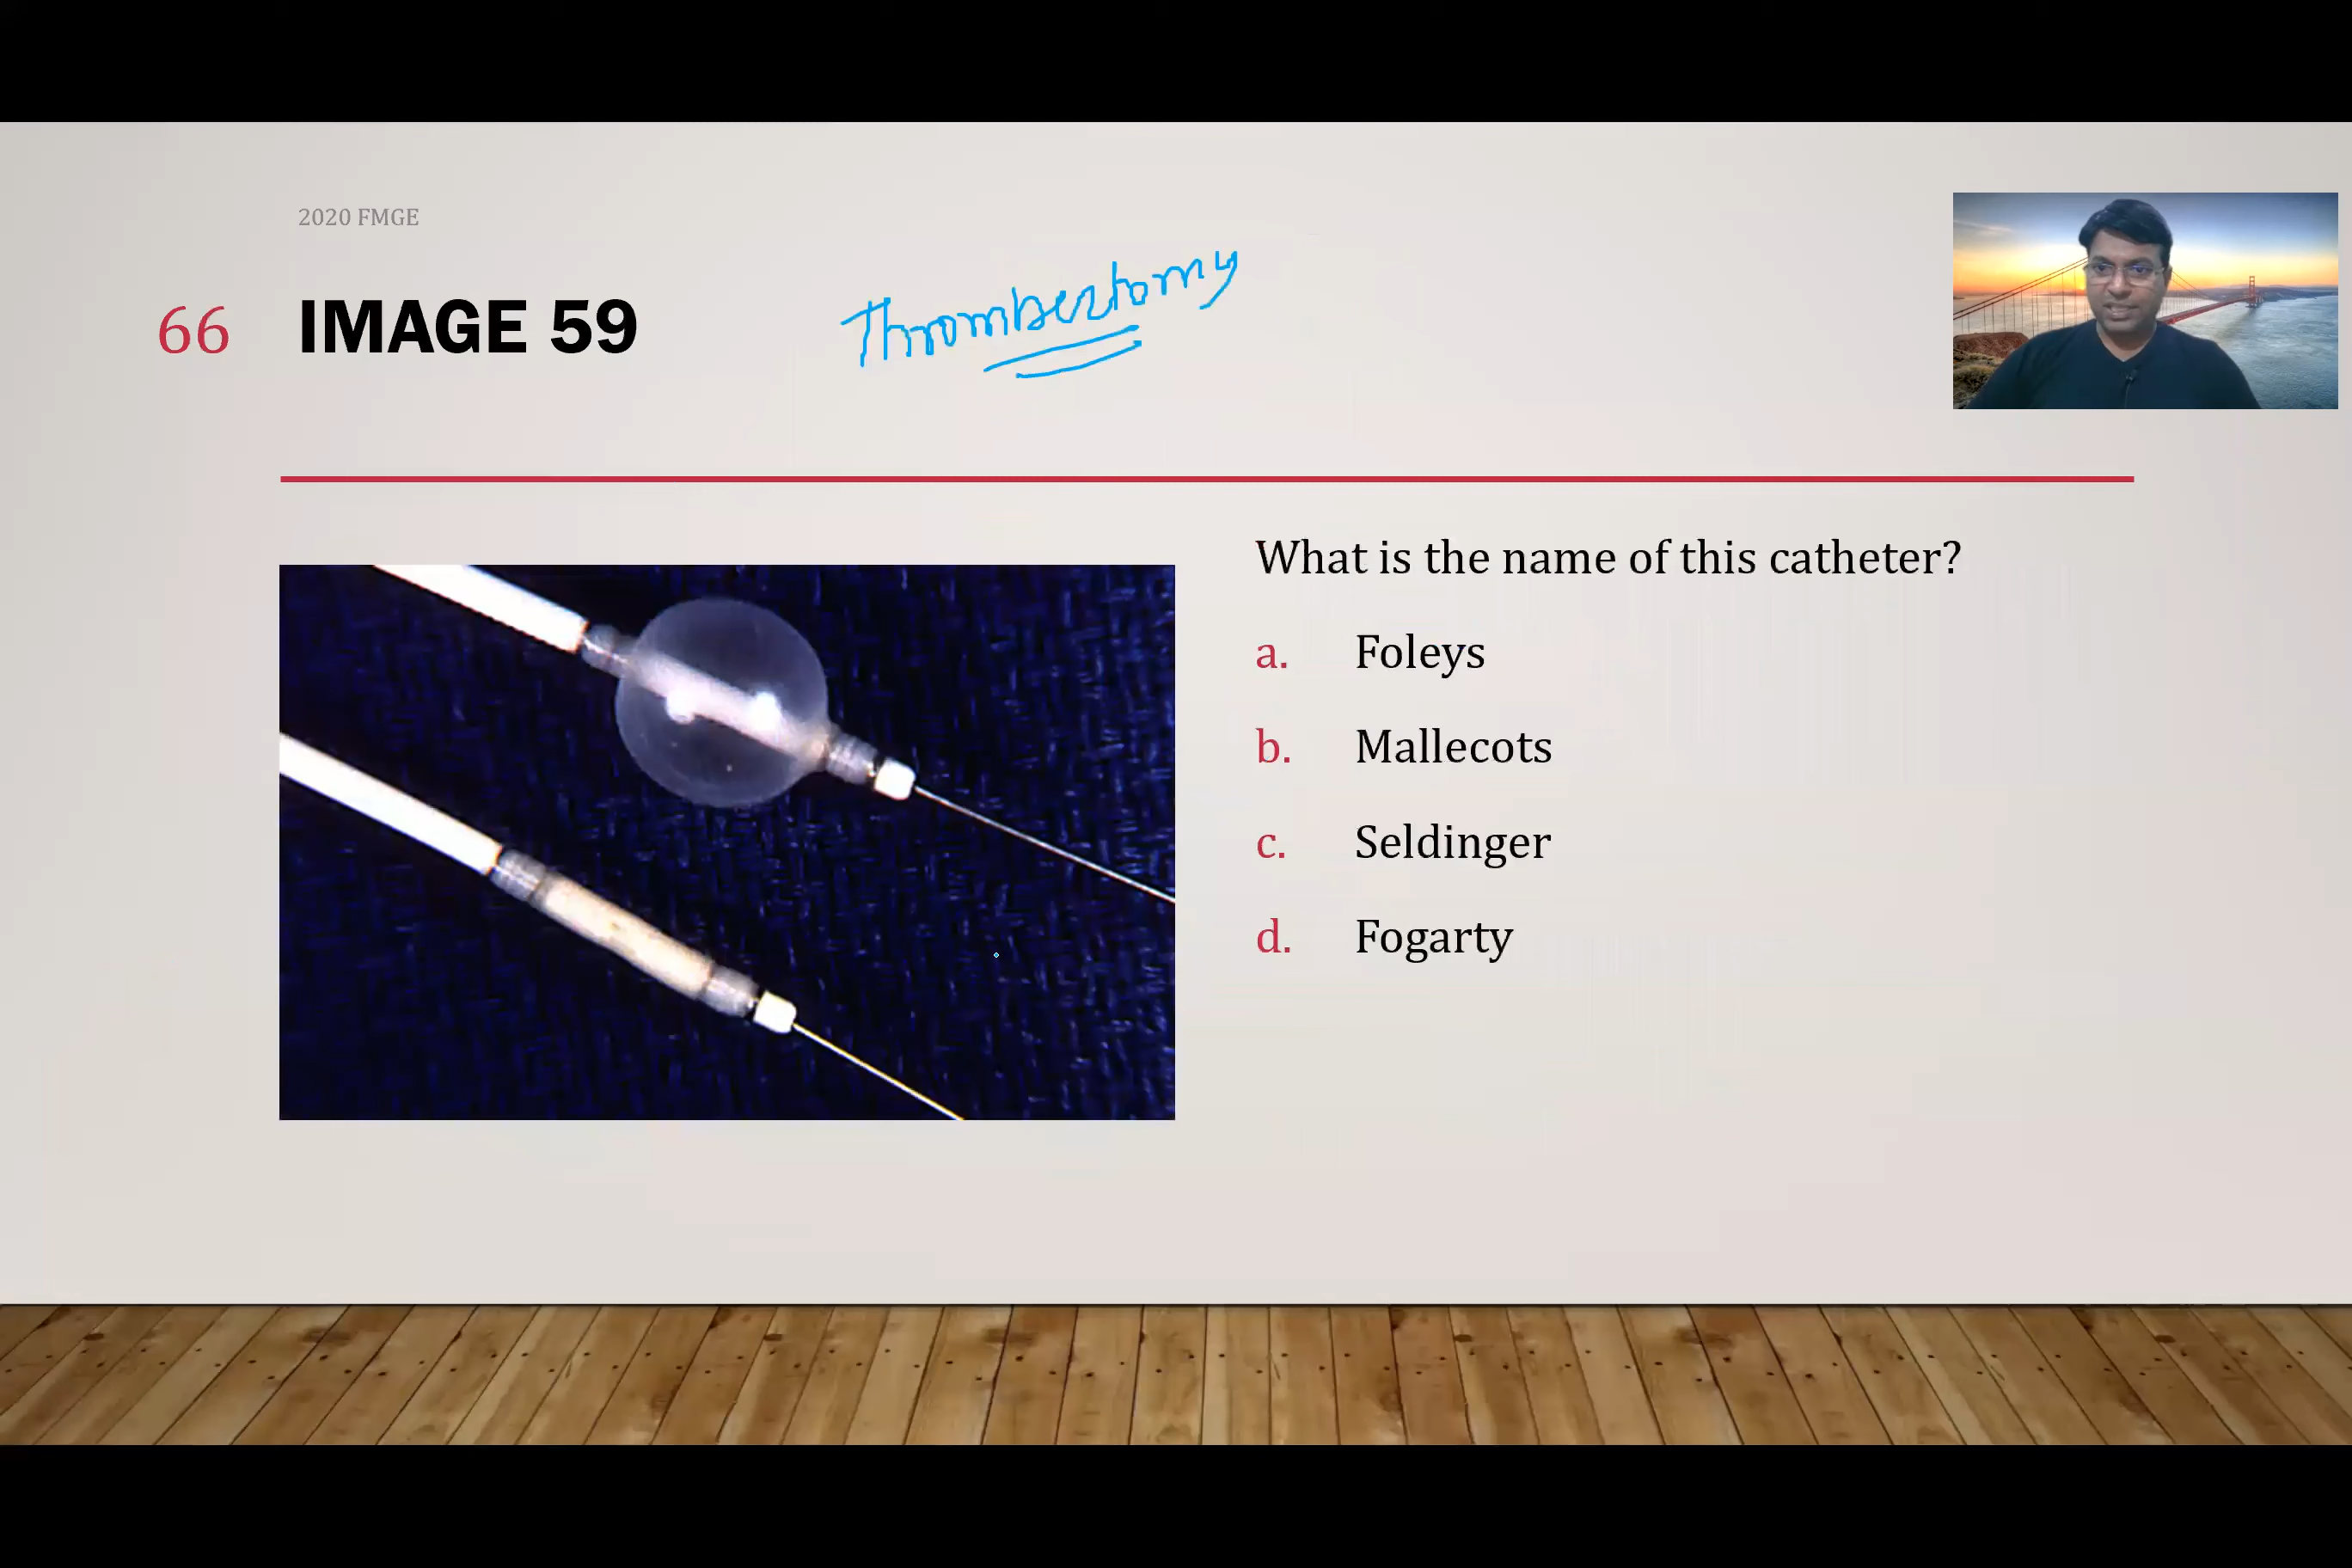 2020 FMGE
66 IMAGE 59
Thrombectomy
What is the name of this catheter?
a. Foleys
b. Mallecots
c. Seldinger
d. Fogarty